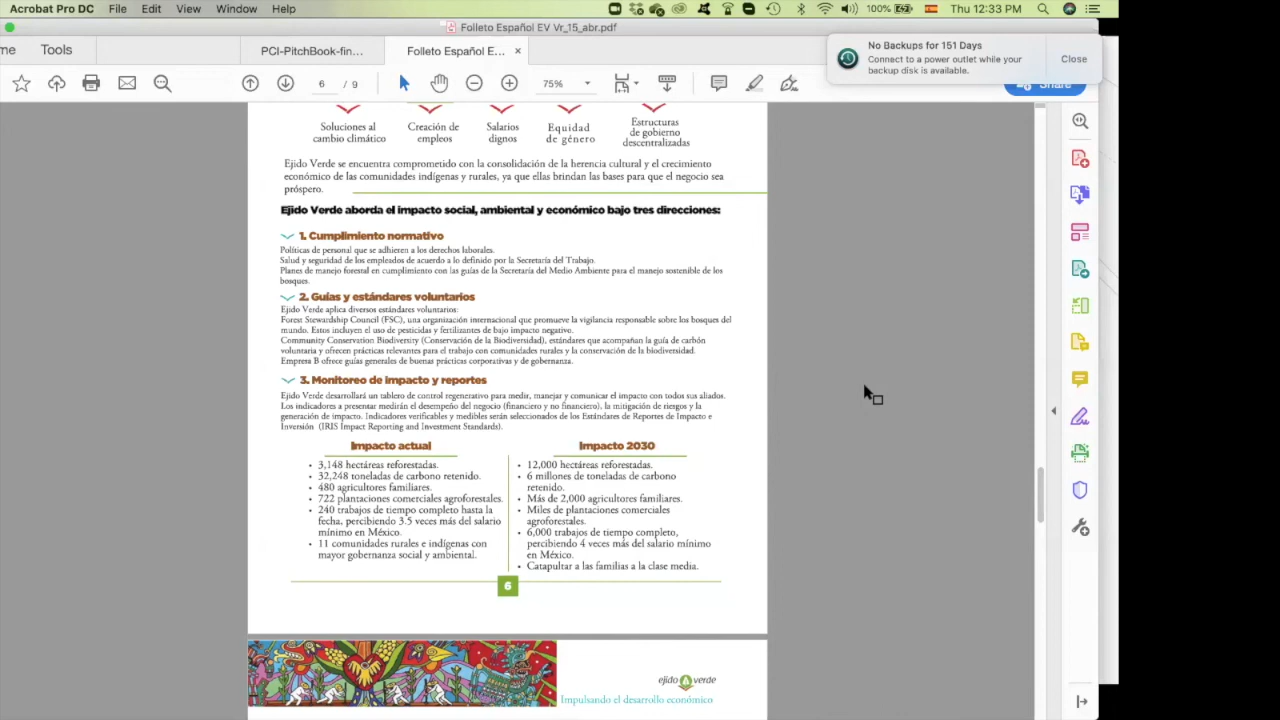 Acrobat Pro DC File Edit View Window Help 100% Thu 12:33 PM
Folleto Español EV Vr_15_abr.pdf
me Tools PCI-PitchBook-fin... Folleto Español E... ×
No Backups for 151 Days
Connect to a power outlet while your
backup disk is available.
Close
6 / 9 75%
Share
Soluciones al
cambio climático
Creación de
empleos
Salarios
dignos
Equidad
de género
Estructuras
de gobierno
descentralizadas
Ejido Verde se encuentra comprometido con la consolidación de la herencia cultural y el crecimiento
económico de las comunidades indígenas y rurales, ya que ellas brindan las bases para que el negocio sea
próspero.
Ejido Verde aborda el impacto social, ambiental y económico bajo tres direcciones:
1. Cumplimiento normativo
Políticas de personal que se adhieren a los derechos laborales.
Salud y seguridad de los empleados de acuerdo a lo definido por la Secretaría del Trabajo.
Planes de manejo forestal en cumplimiento con las guías de la Secretaría del Medio Ambiente para el manejo sostenible de los
bosques.
2. Guías y estándares voluntarios
Ejido Verde aplica diversos estándares voluntarios:
Forest Stewardship Council (FSC), una organización internacional que promueve la vigilancia responsable sobre los bosques del
mundo. Estos incluyen el uso de pesticidas y fertilizantes de bajo impacto negativo.
Community Conservation Biodiversity (Conservación de la Biodiversidad), estándares que acompañan la guía de carbón
voluntaria y ofrecen prácticas relevantes para el trabajo con comunidades rurales y la conservación de la biodiversidad.
Empresa B ofrece guías generales de buenas prácticas corporativas y de gobernanza.
3. Monitoreo de impacto y reportes
Ejido Verde desarrollará un tablero de control regenerativo para medir, manejar y comunicar el impacto con todos sus aliados.
Los indicadores a presentar medirán el desempeño del negocio (financiero y no financiero), la mitigación de riesgos y la
generación de impacto. Indicadores verificables y medibles serán seleccionados de los Estándares de Reportes de Impacto e
Inversión (IRIS Impact Reporting and Investment Standards).
Impacto actual
• 3,148 hectáreas reforestadas.
• 32,248 toneladas de carbono retenido.
• 480 agricultores familiares.
• 722 plantaciones comerciales agroforestales.
• 240 trabajos de tiempo completo hasta la
fecha, percibiendo 3.5 veces más del salario
mínimo en México.
• 11 comunidades rurales e indígenas con
mayor gobernanza social y ambiental.
Impacto 2030
• 12,000 hectáreas reforestadas.
• 6 millones de toneladas de carbono
retenido.
• Más de 2,000 agricultores familiares.
• Miles de plantaciones comerciales
agroforestales.
• 6,000 trabajos de tiempo completo,
percibiendo 4 veces más del salario mínimo
en México.
• Catapultar a las familias a la clase media.
6
ejido verde
Impulsando el desarrollo económico